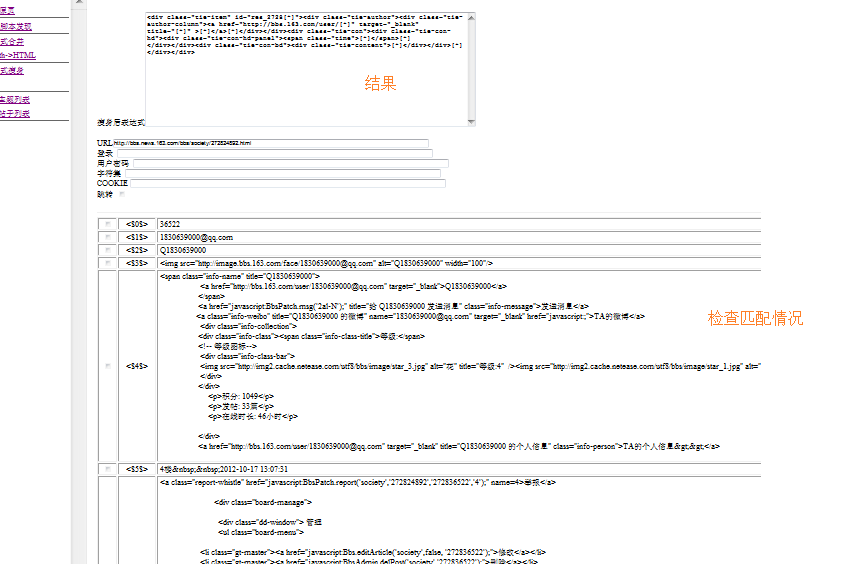 脚本发现
式合并
th->HTML
式瘦身
主题列表
帖子列表
<div class="tie-item" id="res_3738[*]"><div class="tie-author"><div class="tie-
author-column"><a href="http://bbs.163.com/user/[*]" target="_blank"
title="[*]" >[*]</a>[*]</div></div><div class="tie-con"><div class="tie-con-
hd"><div class="tie-con-hd-panel"><span class="time">[*]</span>[*]
</div></div><div class="tie-con-bd"><div class="tie-content">[*]</div></div>[*]
</div></div>
结果
瘦身后表达式
URL http://bbs.news.163.com/bbs/society/272824892.html
登录
用户密码
字符集
COOKIE
跳转
<$0$> 36522
<$1$> 1830639000@qq.com
<$2$> Q1830639000
<$3$> <img src="http://image.bbs.163.com/face/1830639000@qq.com" alt="Q1830639000" width="100"/>
<span class="info-name" title="Q1830639000">
<a href="http://bbs.163.com/user/1830639000@qq.com" target="_blank">Q1830639000</a>
</span>
<a href="javascript:BbsPatch.msg('2al-N');" title="给 Q1830639000 发送消息" class="info-message">发送消息</a>
<a class="info-weibo" title="Q1830639000 的微博" name="1830639000@qq.com" target="_blank" href="javascript:;">TA的微博</a>
检查匹配情况
<div class="info-collection">
<div class="info-class"><span class="info-class-title">等级:</span>
<!-- 等级图标-->
<div class="info-class-bar">
<$4$> <img src="http://img2.cache.netease.com/utf8/bbs/image/star_3.jpg" alt="花" title="等级:4" /><img src="http://img2.cache.netease.com/utf8/bbs/image/star_1.jpg" alt="
</div>
</div>
<p>积分: 1049</p>
<p>发帖: 33篇</p>
<p>在线时长: 46小时</p>
</div>
<a href="http://bbs.163.com/user/1830639000@qq.com" target="_blank" title="Q1830639000 的个人信息" class="info-person">TA的个人信息&gt;&gt;</a>
<$5$> 4楼&nbsp;&nbsp;2012-10-17 13:07:31
<a class="report-whistle" href="javascript:BbsPatch.report('society','272824892','272836522','4');" name=4>举报</a>
<div class="board-manage">
<div class="dd-window"> 管理
<ul class="board-menu">
<li class="gt-master"><a href="javascript:Bbs.editArticle('society',false, '272836522');">修改</a></li>
<li class="gt-master"><a href="javascript:BbsAdmin.delPost('society','272836522');">删除</a></li>